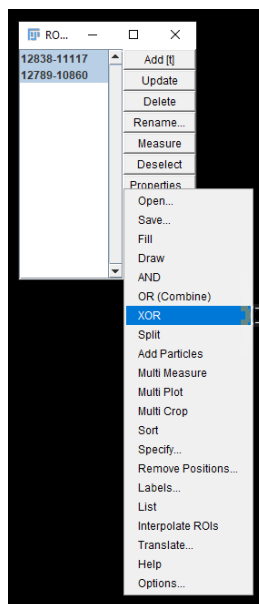 RO...
12838-11117
12789-10860
Add [t]
Update
Delete
Rename...
Measure
Deselect
Properties
Open...
Save...
Fill
Draw
AND
OR (Combine)
XOR
Split
Add Particles
Multi Measure
Multi Plot
Multi Crop
Sort
Specify...
Remove Positions...
Labels...
List
Interpolate ROIs
Translate...
Help
Options...